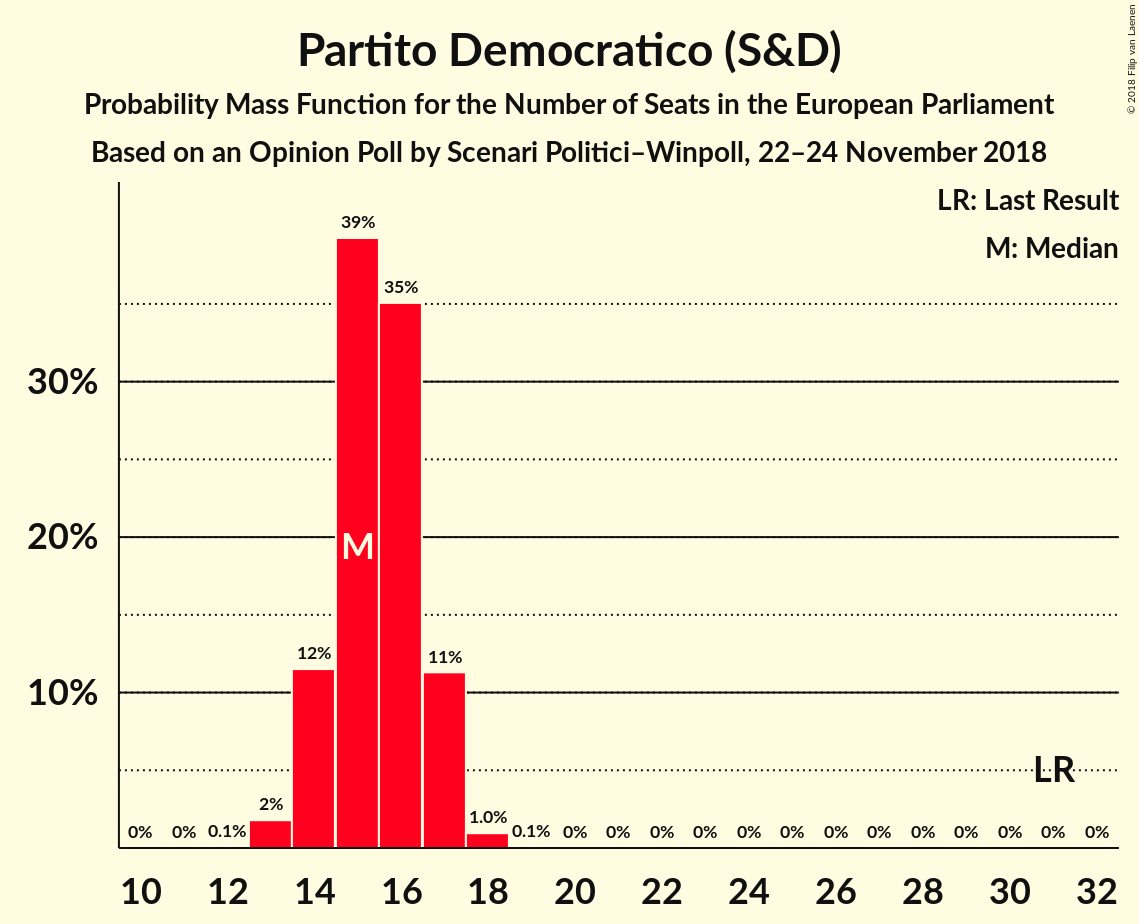 Partito Democratico (S&D)
Probability Mass Function for the Number of Seats in the European Parliament
Based on an Opinion Poll by Scenari Politici–Winpoll, 22–24 November 2018
© 2018 Filip van Laenen
LR: Last Result
M: Median
39%
35%
30%
20%
M
12%
11%
10%
LR
0% 0% 0.1% 2% 1.0% 0.1% 0% 0% 0% 0% 0% 0% 0% 0% 0% 0% 0% 0% 0%
10 12 14 16 18 20 22 24 26 28 30 32